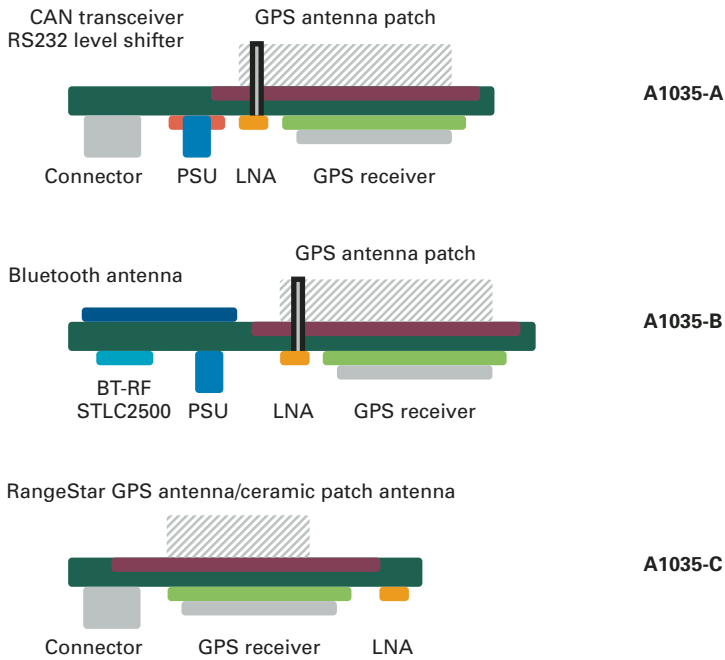 CAN transceiver
RS232 level shifter
GPS antenna patch
A1035-A
Connector
PSU
LNA
GPS receiver
Bluetooth antenna
GPS antenna patch
A1035-B
BT-RF
STLC2500
PSU
LNA
GPS receiver
RangeStar GPS antenna/ceramic patch antenna
A1035-C
Connector
GPS receiver
LNA